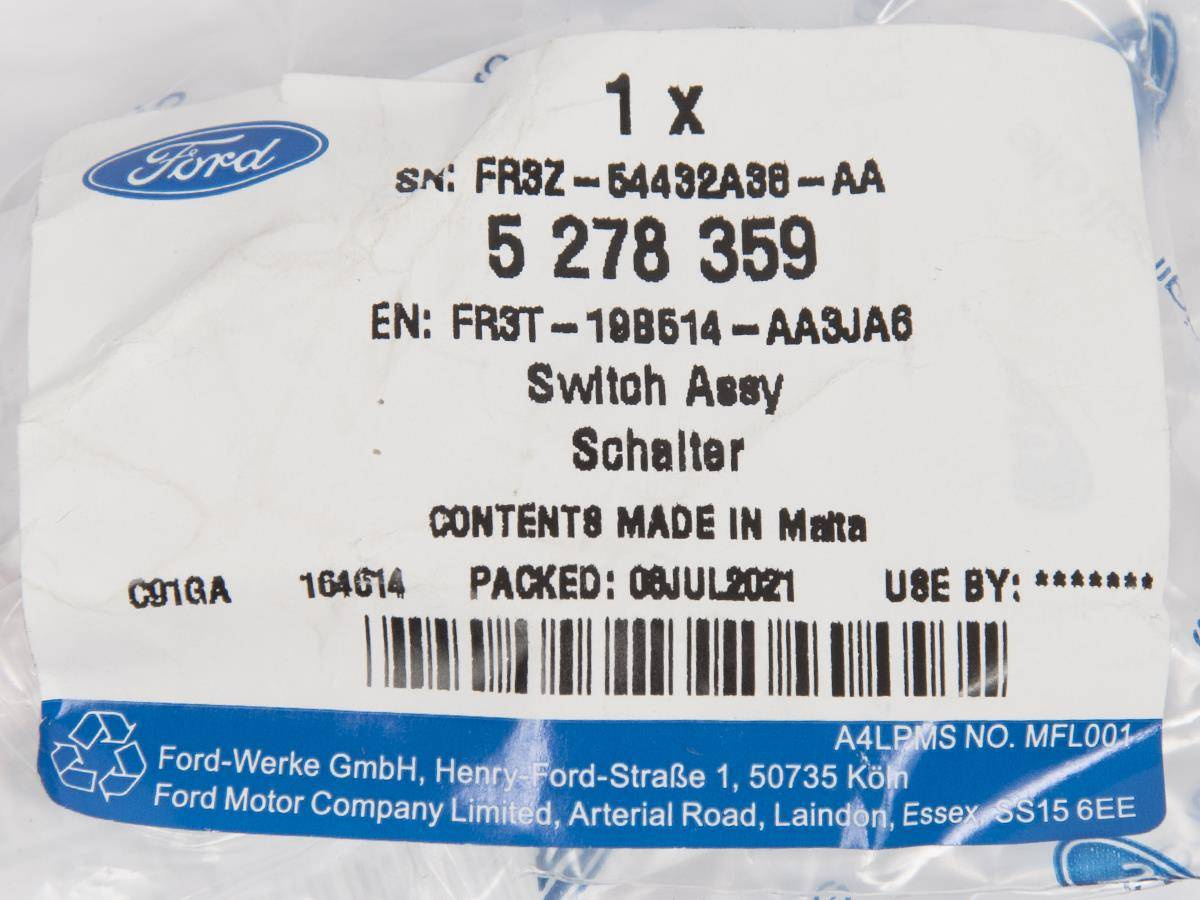 1 x
Ford
SN: FR3Z-54432A38-AA
5 278 359
EN: FR3T-19B514-AA3JA6
Switch Assy
Schalter
CONTENTS MADE IN Malta
C91GA 164614 PACKED: 08JUL2021 USE BY: *******
A4LPMS NO. MFL001
Ford-Werke GmbH, Henry-Ford-Straße 1, 50735 Köln
Ford Motor Company Limited, Arterial Road, Laindon, Essex, SS15 6EE